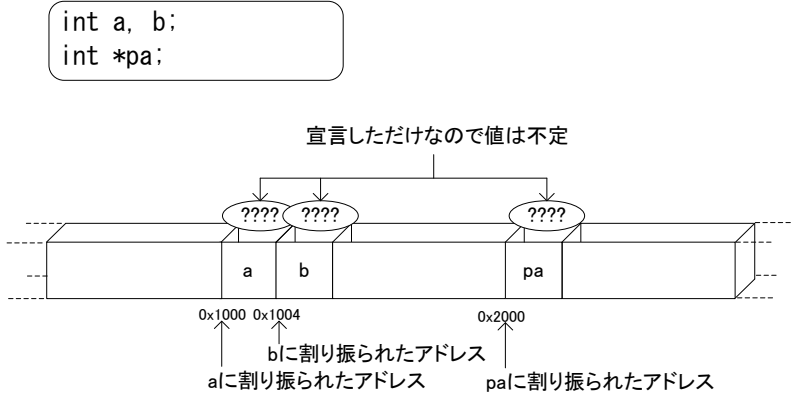 int a, b;
int *pa;
宣言しただけなので値は不定
???? ???? ????
a b pa
0x1000 0x1004 0x2000
bに割り振られたアドレス
aに割り振られたアドレス paに割り振られたアドレス